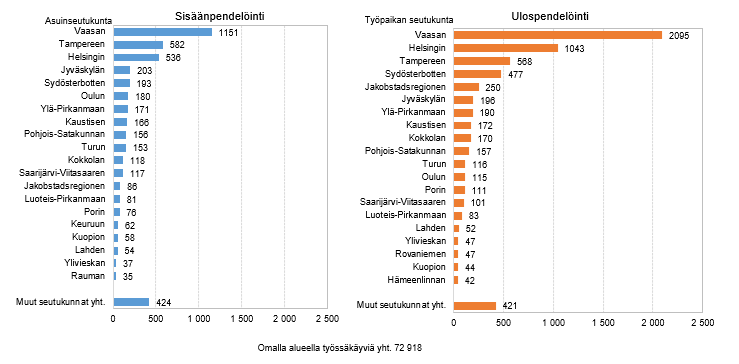 Sisäänpendelöinti
Asuinseutukunta
Vaasan 1151
Tampereen 582
Helsingin 536
Jyväskylän 203
Sydösterbotten 193
Oulun 180
Ylä-Pirkanmaan 171
Kaustisen 166
Pohjois-Satakunnan 156
Turun 153
Kokkolan 118
Saarijärvi-Viitasaaren 117
Jakobstadsregionen 86
Luoteis-Pirkanmaan 81
Porin 76
Keuruun 62
Kuopion 58
Lahden 54
Ylivieskan 37
Rauman 35
Muut seutukunnat yht. 424
0 500 1 000 1 500 2 000 2 500
Ulospendelöinti
Työpaikan seutukunta
Vaasan 2095
Helsingin 1043
Tampereen 568
Sydösterbotten 477
Jakobstadsregionen 250
Jyväskylän 196
Ylä-Pirkanmaan 190
Kaustisen 172
Kokkolan 170
Pohjois-Satakunnan 157
Turun 116
Oulun 115
Porin 111
Saarijärvi-Viitasaaren 101
Luoteis-Pirkanmaan 83
Lahden 52
Ylivieskan 47
Rovaniemen 47
Kuopion 44
Hämeenlinnan 42
Muut seutukunnat yht. 421
0 500 1 000 1 500 2 000 2 500
Omalla alueella työssäkäyviä yht. 72 918